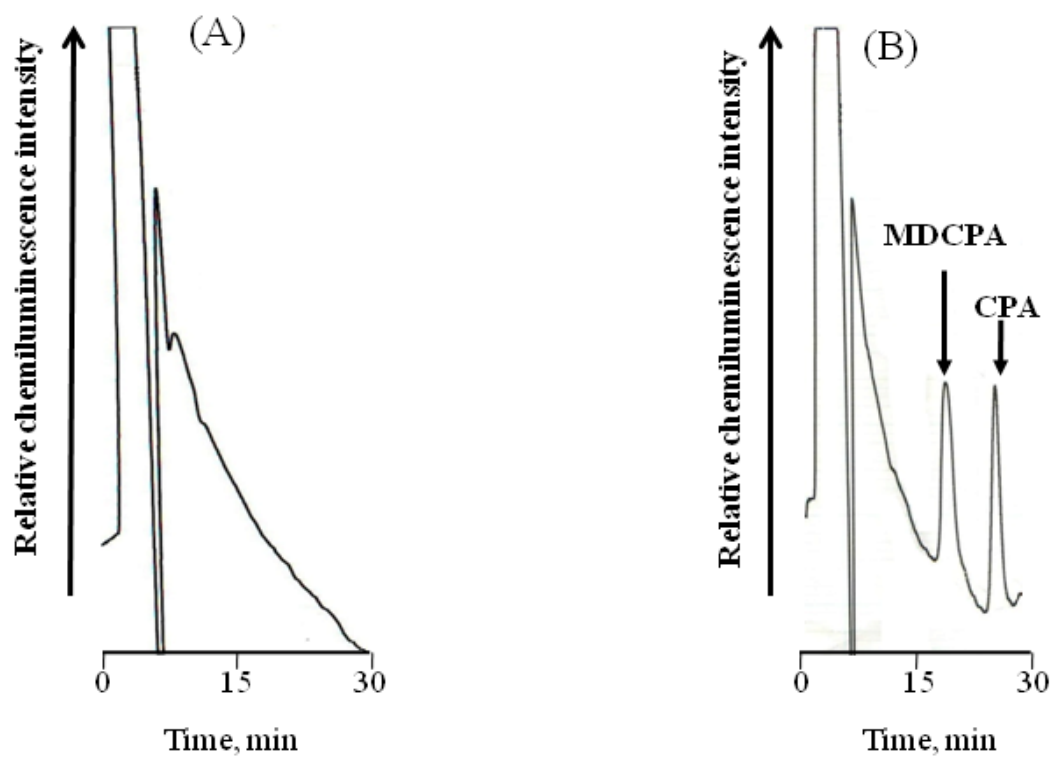 (A)
Relative chemiluminescence intensity
0 15 30
Time, min
(B)
Relative chemiluminescence intensity
MDCPA
CPA
0 15 30
Time, min